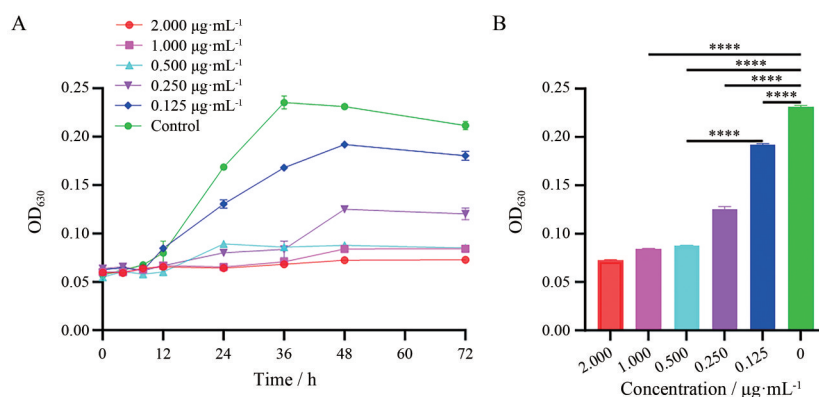 A
2.000 μg·mL⁻¹
1.000 μg·mL⁻¹
0.500 μg·mL⁻¹
0.250 μg·mL⁻¹
0.125 μg·mL⁻¹
Control
0.25
0.20
0.15
0.10
0.05
0.00
OD₆₃₀
0 12 24 36 48 60 72
Time / h
B
****
****
****
****
****
0.25
0.20
0.15
0.10
0.05
0.00
OD₆₃₀
2.000 1.000 0.500 0.250 0.125 0
Concentration / μg·mL⁻¹